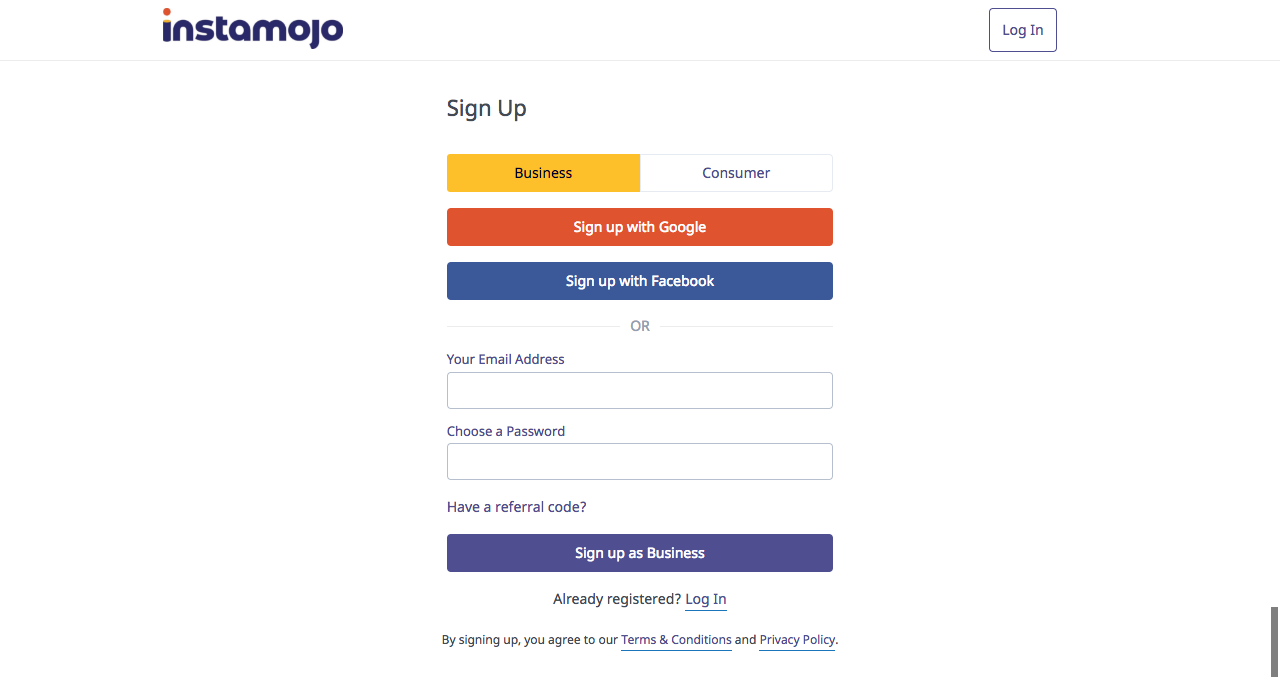 instamojo
Log In
Sign Up
Business
Consumer
Sign up with Google
Sign up with Facebook
OR
Your Email Address
Choose a Password
Have a referral code?
Sign up as Business
Already registered? Log In
By signing up, you agree to our Terms & Conditions and Privacy Policy.